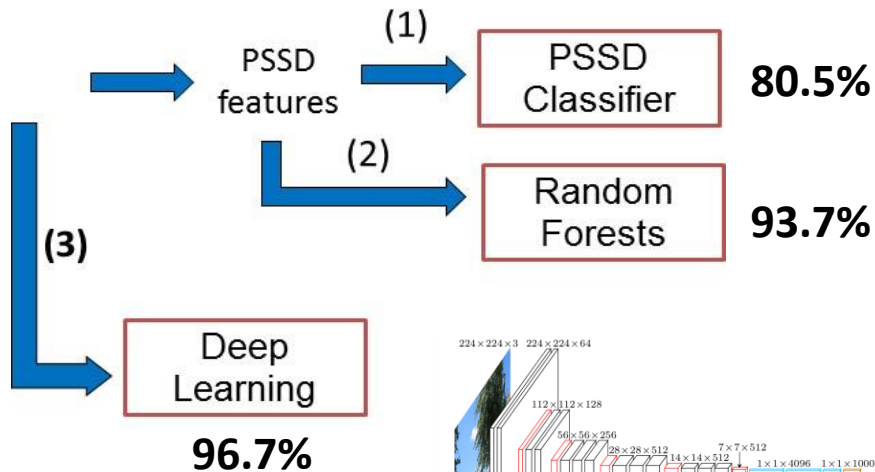 (1)
PSSD
features
PSSD
Classifier
80.5%
(2)
Random
Forests
93.7%
(3)
Deep
Learning
96.7%
224×224×3 224×224×64
112×112×128
56×56×256
28×28×512
14×14×512
7×7×512
1×1×4096 1×1×1000